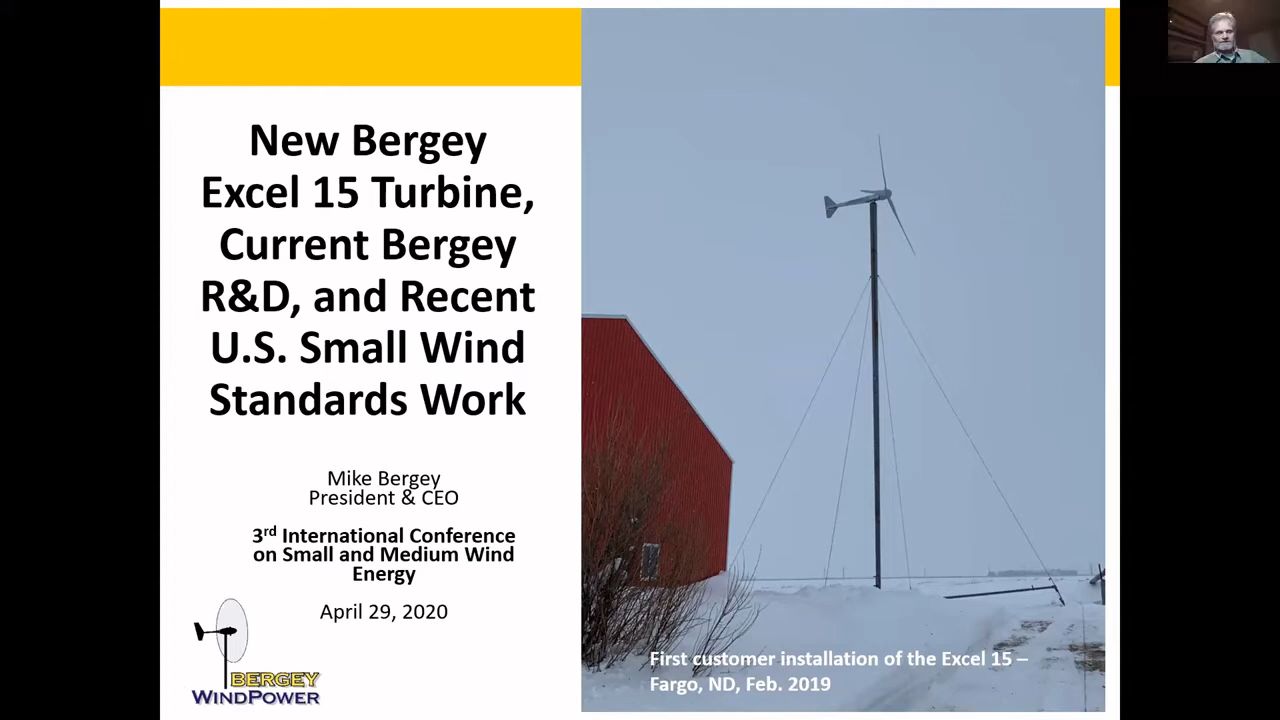 New Bergey
Excel 15 Turbine,
Current Bergey
R&D, and Recent
U.S. Small Wind
Standards Work
Mike Bergey
President & CEO
3rd International Conference
on Small and Medium Wind
Energy
April 29, 2020
BERGEY
WINDPOWER
First customer installation of the Excel 15 –
Fargo, ND, Feb. 2019